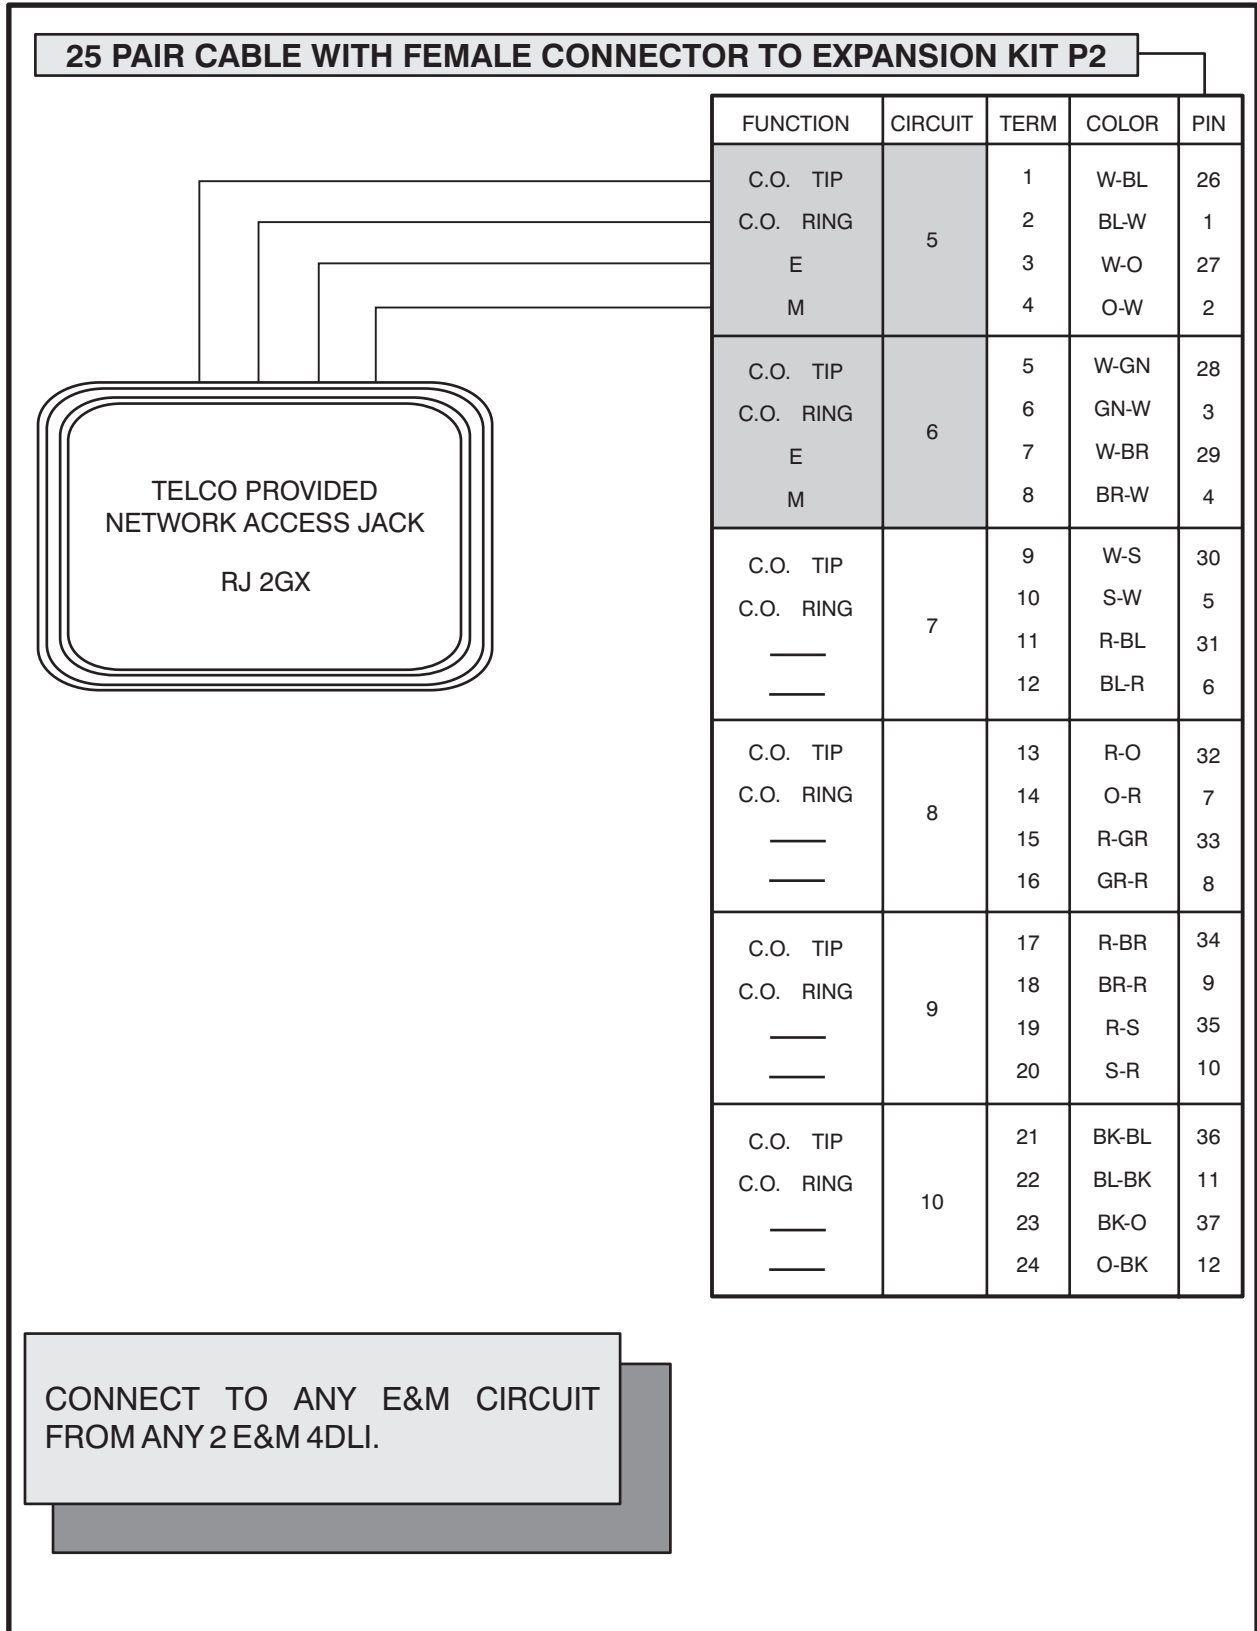 25 PAIR CABLE WITH FEMALE CONNECTOR TO EXPANSION KIT P2
FUNCTION CIRCUIT TERM COLOR PIN
C.O. TIP 1 W-BL 26
C.O. RING 2 BL-W 1
5
E 3 W-O 27
M 4 O-W 2
C.O. TIP 5 W-GN 28
C.O. RING 6 GN-W 3
6
E 7 W-BR 29
M 8 BR-W 4
C.O. TIP 9 W-S 30
C.O. RING 10 S-W 5
7
11 R-BL 31
12 BL-R 6
C.O. TIP 13 R-O 32
C.O. RING 14 O-R 7
8
15 R-GR 33
16 GR-R 8
C.O. TIP 17 R-BR 34
C.O. RING 18 BR-R 9
9
19 R-S 35
20 S-R 10
C.O. TIP 21 BK-BL 36
C.O. RING 22 BL-BK 11
10
23 BK-O 37
24 O-BK 12
TELCO PROVIDED
NETWORK ACCESS JACK
RJ 2GX
CONNECT TO ANY E&M CIRCUIT
FROM ANY 2 E&M 4DLI.